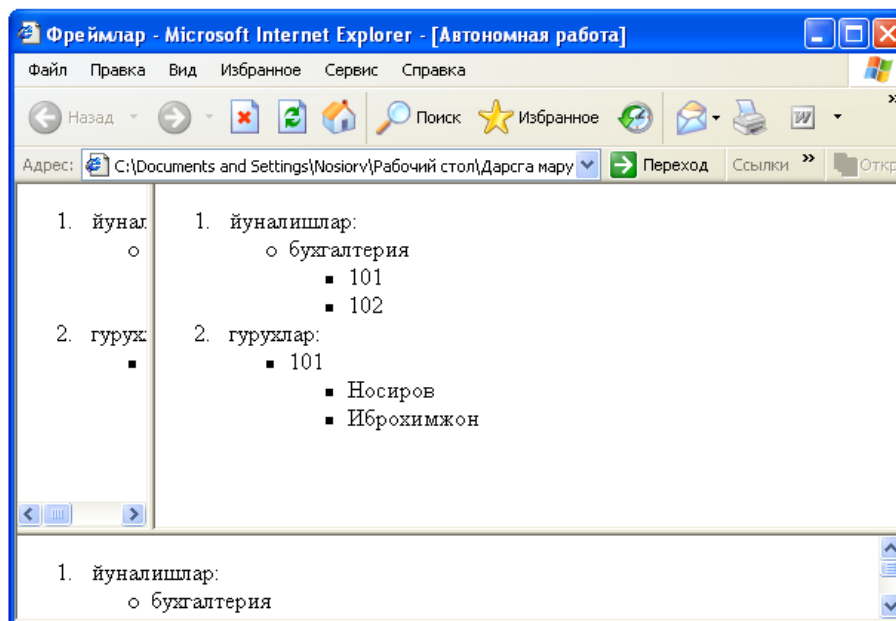 Фреймлар - Microsoft Internet Explorer - [Автономная работа]
Файл Правка Вид Избранное Сервис Справка
Назад Поиск Избранное »
Адрес: C:\Documents and Settings\Nosiorv\Рабочий стол\Дарсга мару Переход Ссылки » Откр
1. йунал
2. гурух
1. йуналишлар:
бухгалтерия
101
102
2. гурухлар:
101
Носиров
Иброхимжон
1. йуналишлар:
бухгалтерия